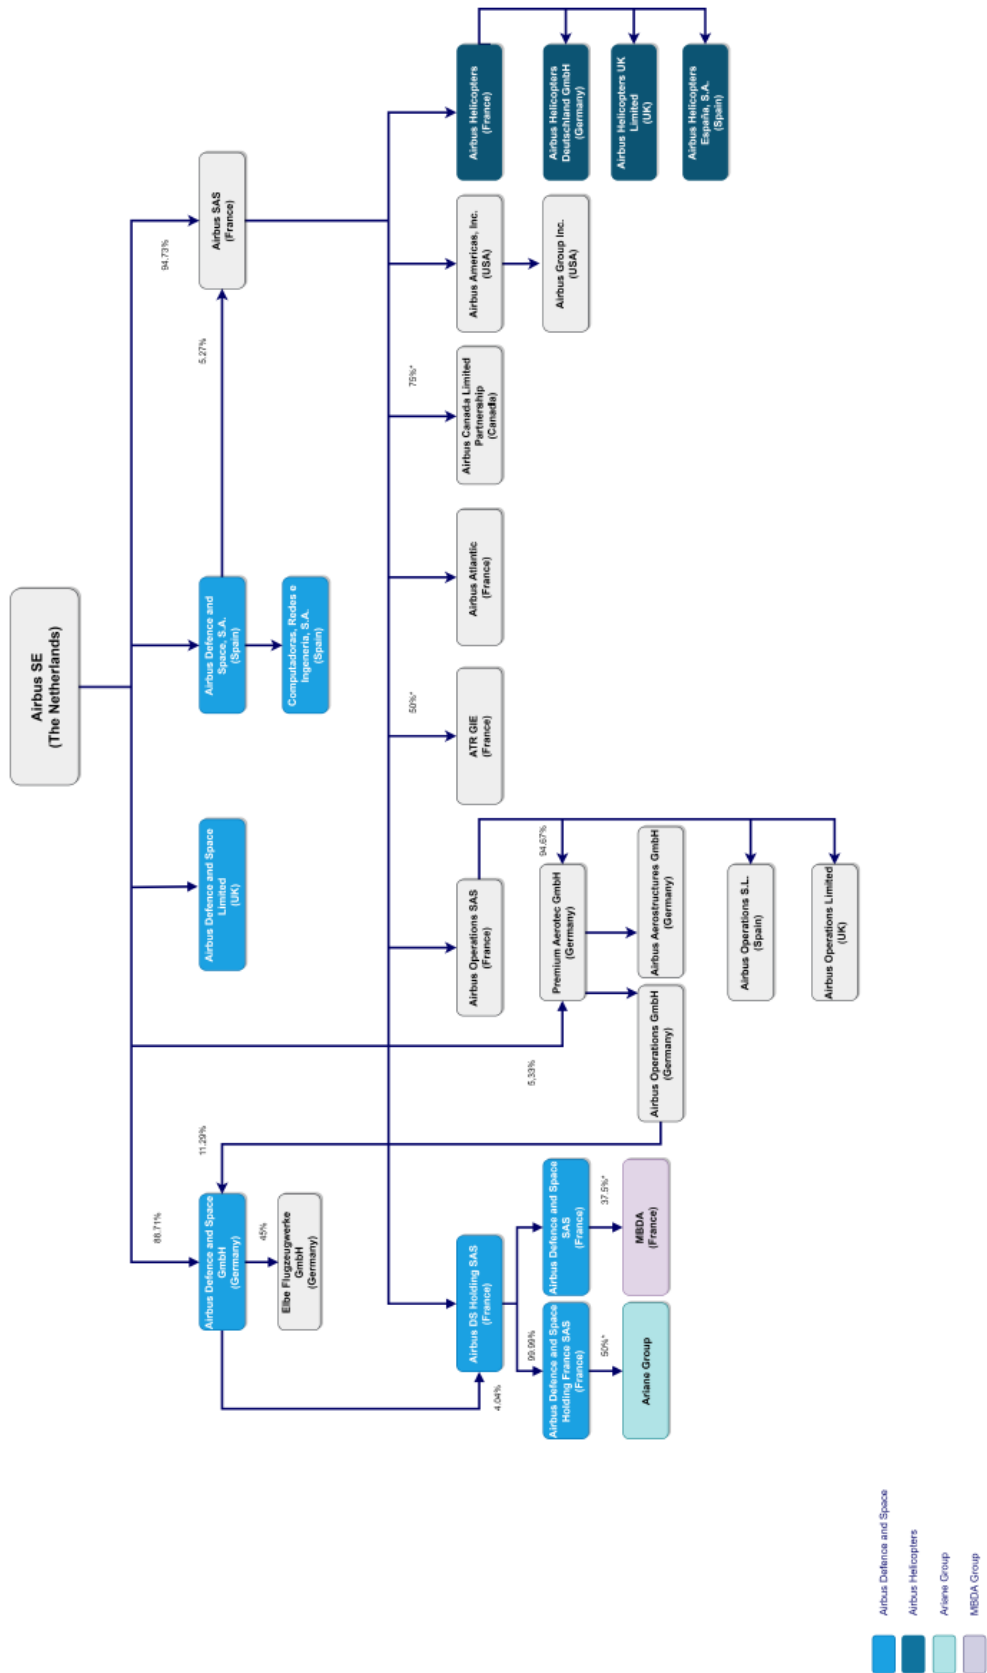 Airbus SE
(The Netherlands)
88.71%
94.73%
Airbus Defence and Space
GmbH
(Germany)
11.29%
Airbus Defence and Space
Limited
(UK)
Airbus Defence and
Space, S.A.
(Spain)
5.27%
Airbus SAS
(France)
45%
Elbe Flugzeugwerke
GmbH
(Germany)
Computadoras, Redes e
Ingeneria, S.A.
(Spain)
50%*
75%*
4.04%
Airbus DS Holding SAS
(France)
Airbus Operations SAS
(France)
ATR GIE
(France)
Airbus Atlantic
(France)
Airbus Canada Limited
Partnership
(Canada)
Airbus Americas, Inc.
(USA)
Airbus Helicopters
(France)
99.99%
5,33%
94.67%
Airbus Defence and Space
Holding France SAS
(France)
Airbus Defence and Space
SAS
(France)
Premium Aerotec GmbH
(Germany)
Airbus Group Inc.
(USA)
Airbus Helicopters
Deutschland GmbH
(Germany)
50%*
37.5%*
Ariane Group
MBDA
(France)
Airbus Operations GmbH
(Germany)
Airbus Aerostructures GmbH
(Germany)
Airbus Helicopters UK
Limited
(UK)
Airbus Operations S.L.
(Spain)
Airbus Helicopters
España, S.A.
(Spain)
Airbus Operations Limited
(UK)
Airbus Defence and Space
Airbus Helicopters
Ariane Group
MBDA Group